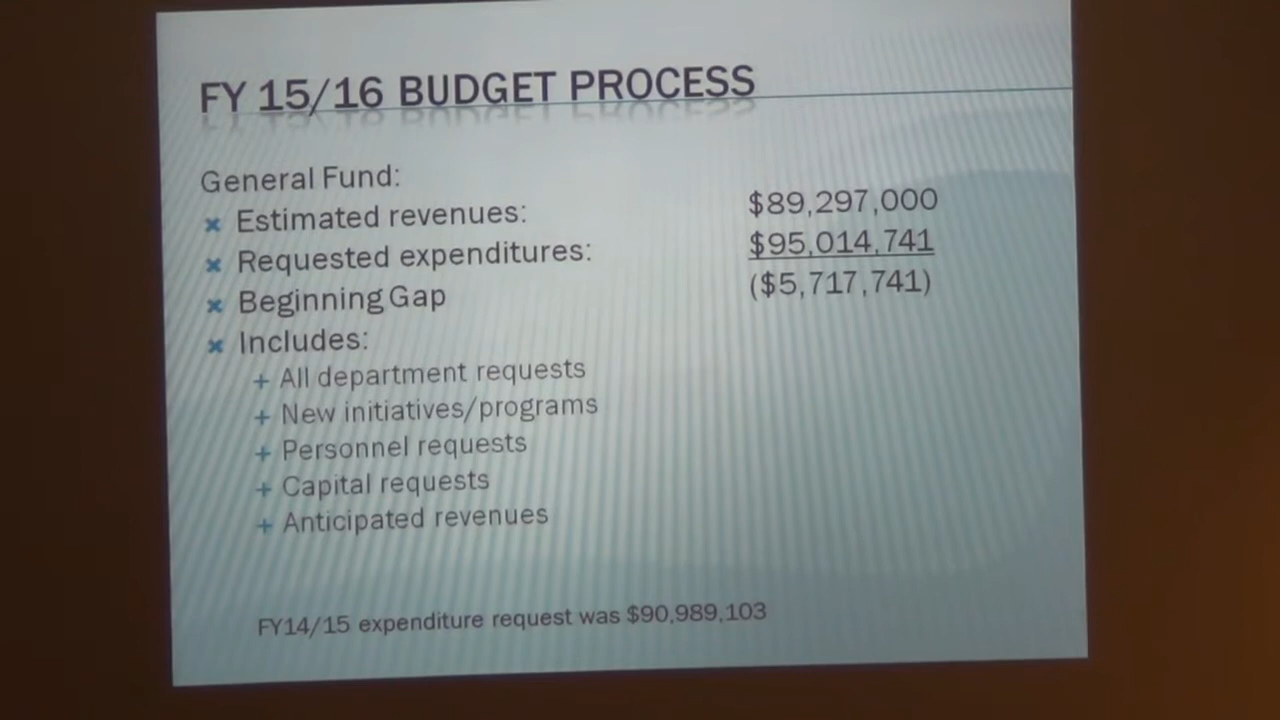 FY 15/16 BUDGET PROCESS
General Fund:
Estimated revenues: $89,297,000
Requested expenditures: $95,014,741
Beginning Gap ($5,717,741)
Includes:
+ All department requests
+ New initiatives/programs
+ Personnel requests
+ Capital requests
+ Anticipated revenues
FY14/15 expenditure request was $90,989,103